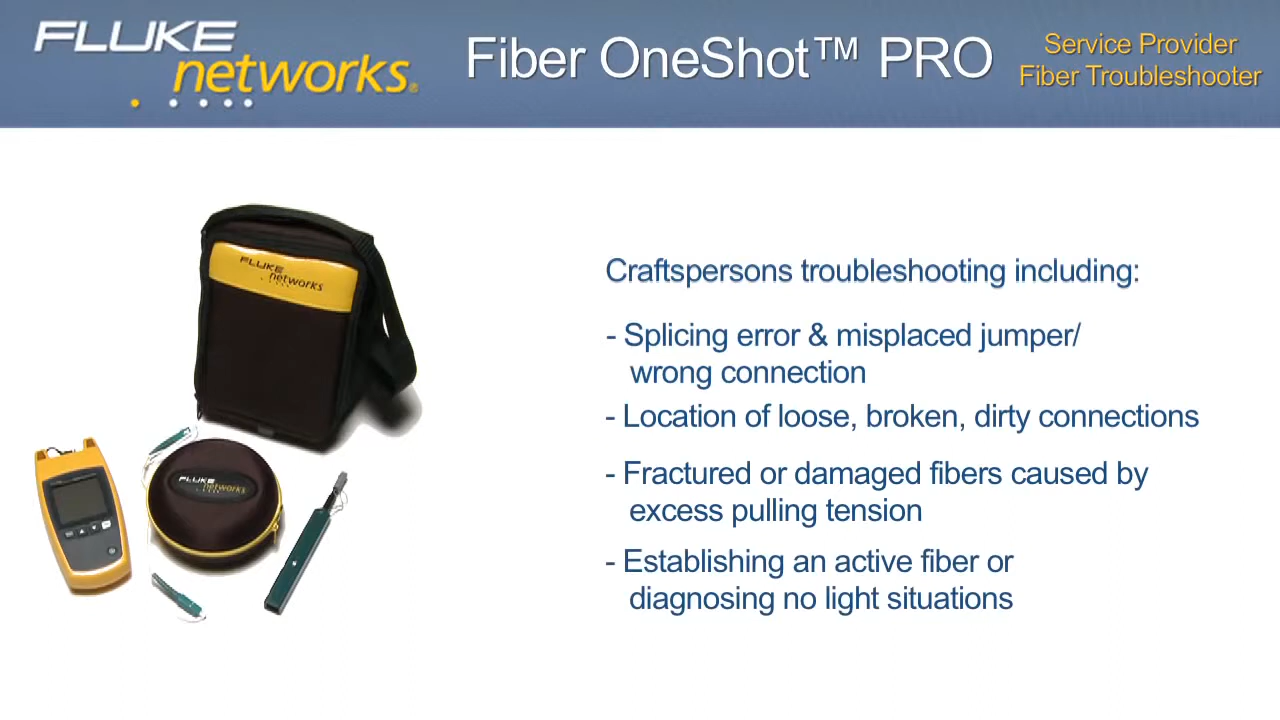 FLUKE
networks®
Fiber OneShot™ PRO
Service Provider
Fiber Troubleshooter
FLUKE
networks
FLUKE
networks
Craftspersons troubleshooting including:
- Splicing error & misplaced jumper/
wrong connection
- Location of loose, broken, dirty connections
- Fractured or damaged fibers caused by
excess pulling tension
- Establishing an active fiber or
diagnosing no light situations